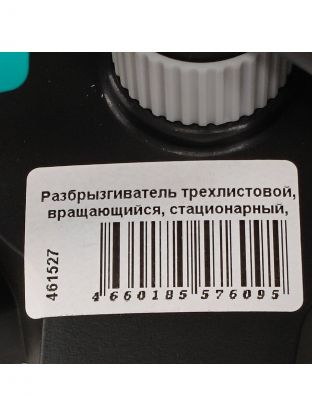 Разбрызгиватель трехлистовой,
вращающийся, стационарный,
461527
4 660185 576095